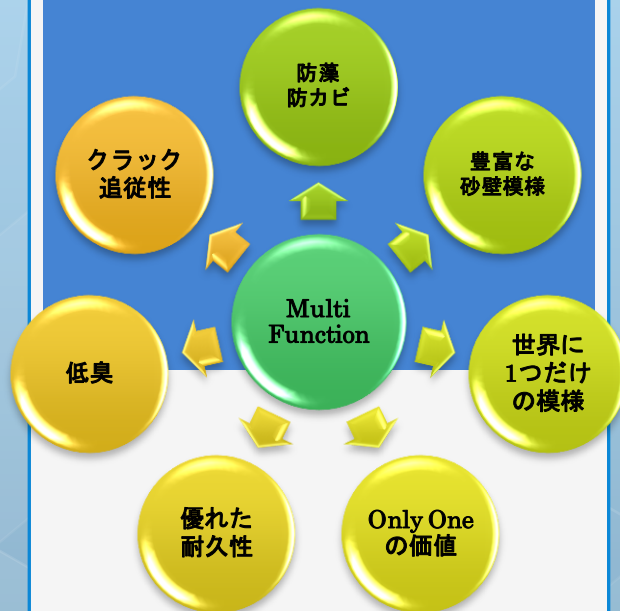 防藻
防カビ
クラック
追従性
豊富な
砂壁模様
Multi
Function
低臭
世界に
1つだけ
の模様
優れた
耐久性
Only One
の価値